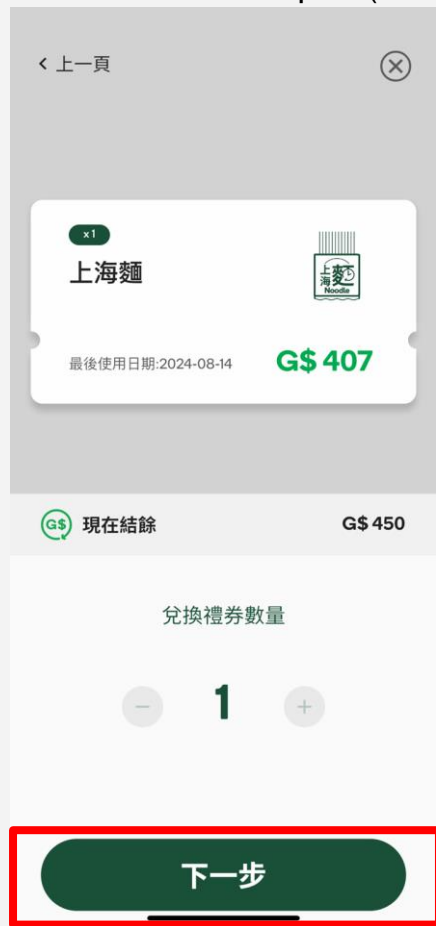 < 上一頁
x1
上海麵
上海麵
Noodle
最後使用日期:2024-08-14
G$ 407
G$ 現在結餘
G$ 450
兌換禮券數量
1
下一步